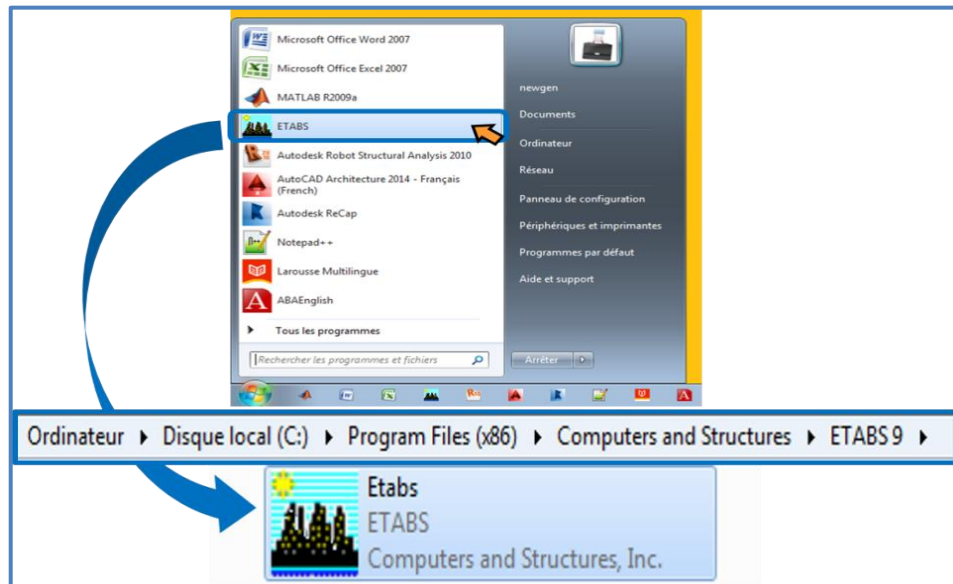 Microsoft Office Word 2007
Microsoft Office Excel 2007
MATLAB R2009a
ETABS
Autodesk Robot Structural Analysis 2010
AutoCAD Architecture 2014 - Français
(French)
Autodesk ReCap
Notepad++
Larousse Multilingue
ABAEnglish
Tous les programmes
Rechercher les programmes et fichiers
newgen
Documents
Ordinateur
Réseau
Panneau de configuration
Périphériques et imprimantes
Programmes par défaut
Aide et support
Arrêter
Ordinateur ▸ Disque local (C:) ▸ Program Files (x86) ▸ Computers and Structures ▸ ETABS 9 ▸
Etabs
ETABS
Computers and Structures, Inc.